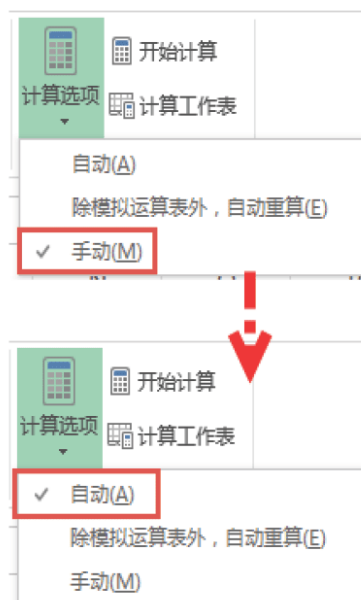 开始计算
计算选项
计算工作表
自动(A)
除模拟运算表外，自动重算(E)
手动(M)
开始计算
计算选项
计算工作表
自动(A)
除模拟运算表外，自动重算(E)
手动(M)